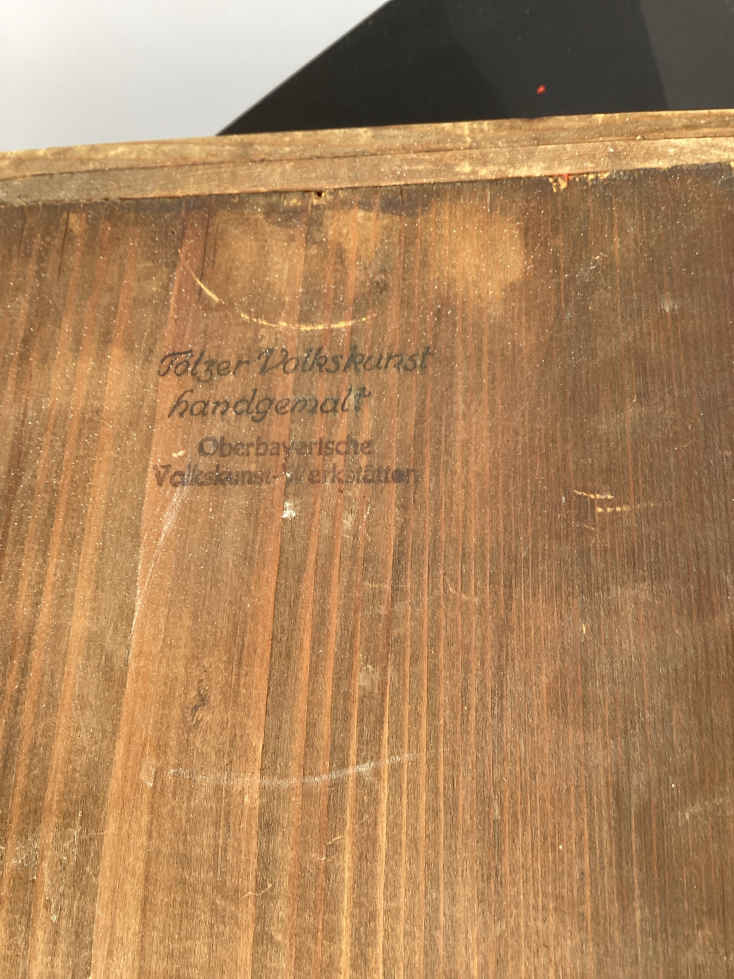 Tölzer Volkskunst
handgemalt
Oberbayerische
Volkskunst-Werkstätten